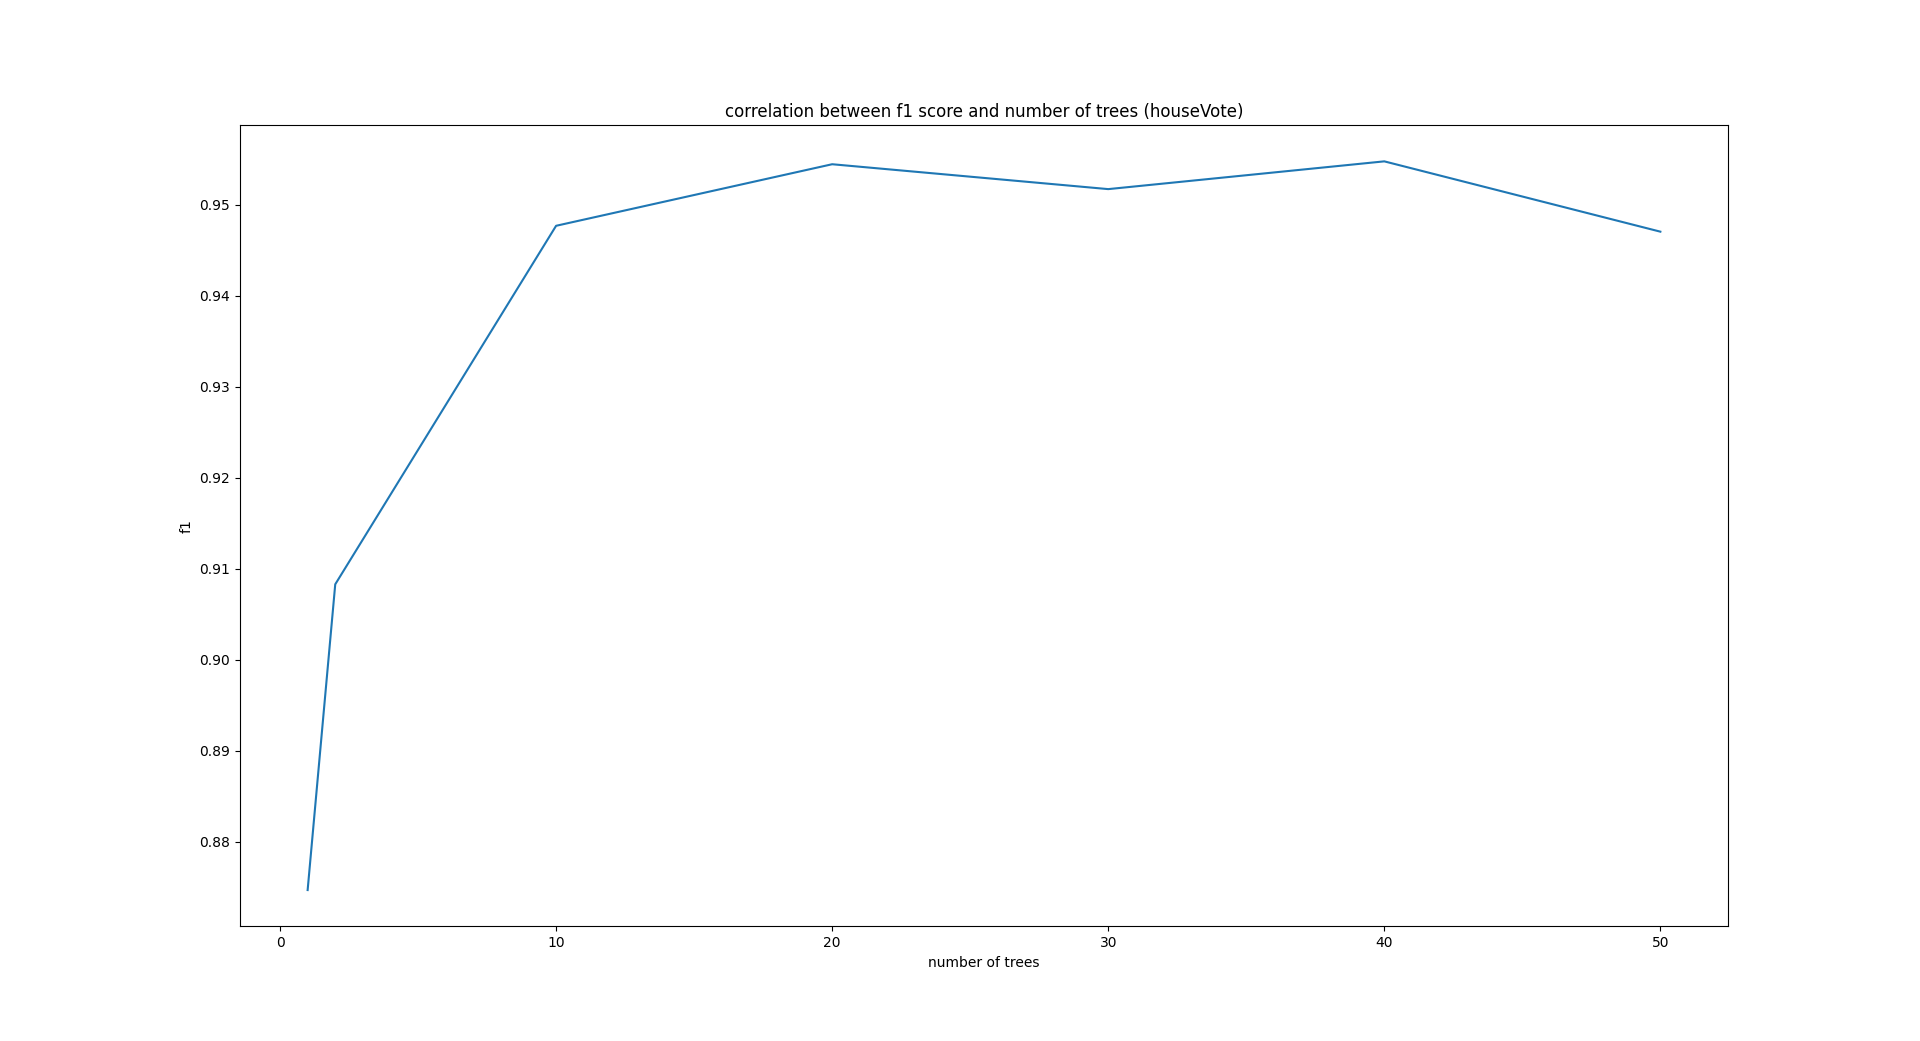 correlation between f1 score and number of trees (houseVote)
0.95
0.94
0.93
0.92
0.91
0.90
0.89
0.88
f1
0 10 20 30 40 50
number of trees